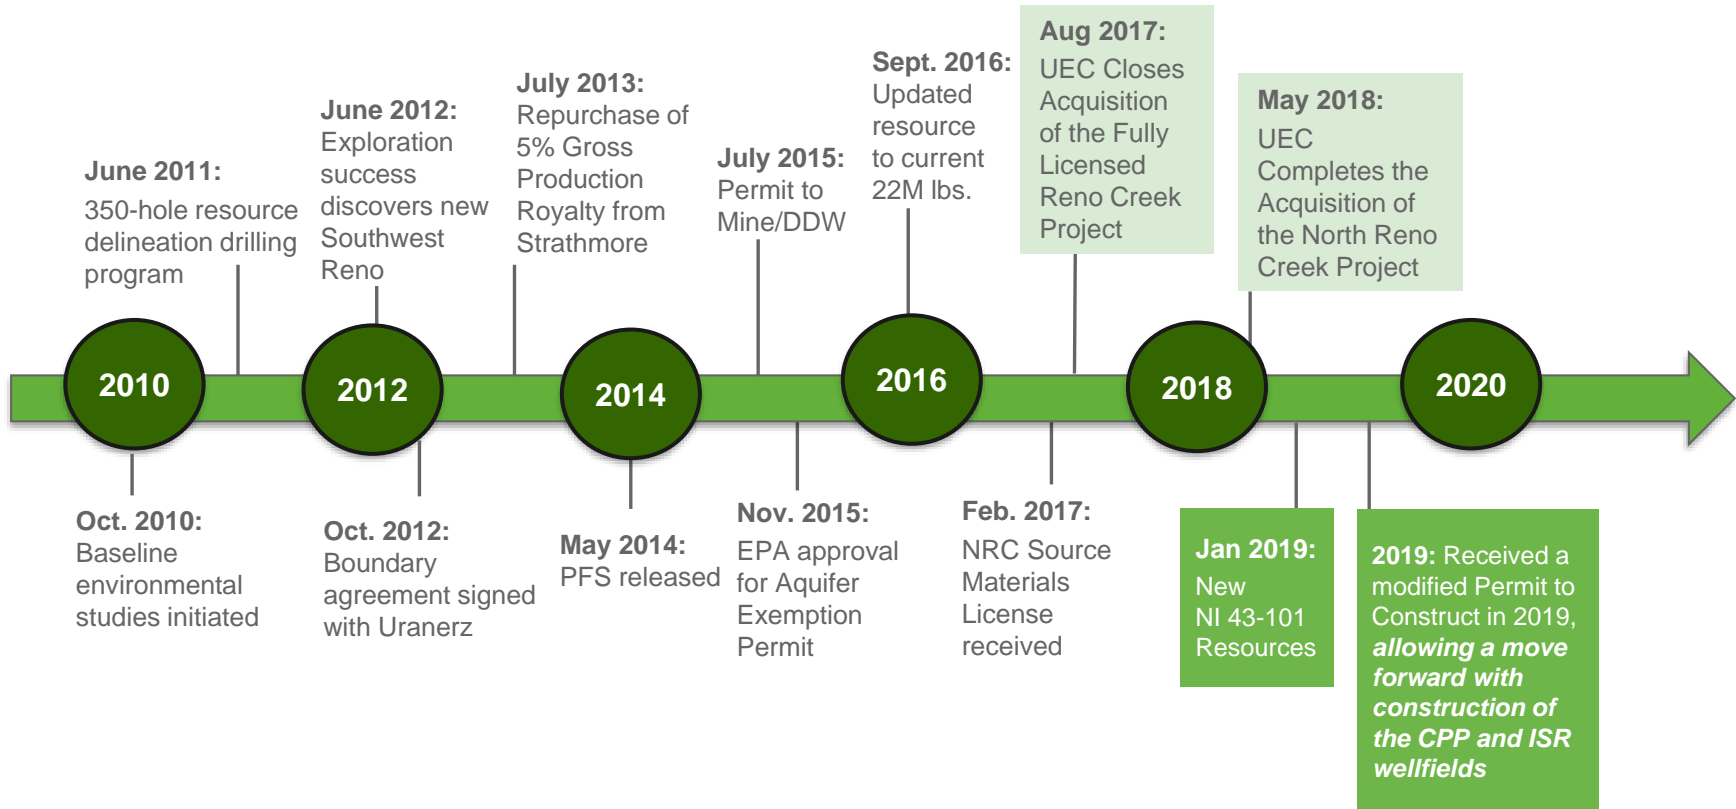 June 2011:
350-hole resource
delineation drilling
program
June 2012:
Exploration
success
discovers new
Southwest
Reno
July 2013:
Repurchase of
5% Gross
Production
Royalty from
Strathmore
July 2015:
Permit to
Mine/DDW
Sept. 2016:
Updated
resource
to current
22M lbs.
Aug 2017:
UEC Closes
Acquisition
of the Fully
Licensed
Reno Creek
Project
May 2018:
UEC
Completes the
Acquisition of
the North Reno
Creek Project
2010
2012
2014
2016
2018
2020
Oct. 2010:
Baseline
environmental
studies initiated
Oct. 2012:
Boundary
agreement signed
with Uranerz
May 2014:
PFS released
Nov. 2015:
EPA approval
for Aquifer
Exemption
Permit
Feb. 2017:
NRC Source
Materials
License
received
Jan 2019:
New
NI 43-101
Resources
2019: Received a
modified Permit to
Construct in 2019,
allowing a move
forward with
construction of
the CPP and ISR
wellfields